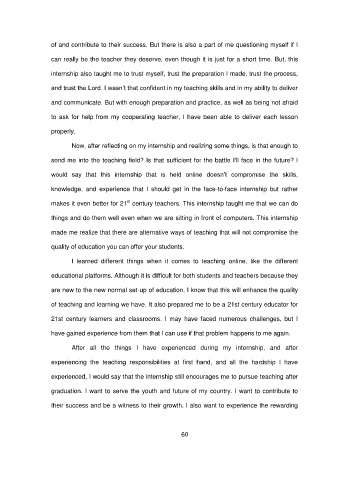 of and contribute to their success. But there is also a part of me questioning myself if I
can really be the teacher they deserve, even though it is just for a short time. But, this
internship also taught me to trust myself, trust the preparation I made, trust the process,
and trust the Lord. I wasn't that confident in my teaching skills and in my ability to deliver
and communicate. But with enough preparation and practice, as well as being not afraid
to ask for help from my cooperating teacher, I have been able to deliver each lesson
properly.
Now, after reflecting on my internship and realizing some things, is that enough to
send me into the teaching field? Is that sufficient for the battle I'll face in the future? I
would say that this internship that is held online doesn't compromise the skills,
knowledge, and experience that I should get in the face-to-face internship but rather
makes it even better for 21st century teachers. This internship taught me that we can do
things and do them well even when we are sitting in front of computers. This internship
made me realize that there are alternative ways of teaching that will not compromise the
quality of education you can offer your students.
I learned different things when it comes to teaching online, like the different
educational platforms. Although it is difficult for both students and teachers because they
are new to the new normal set-up of education, I know that this will enhance the quality
of teaching and learning we have. It also prepared me to be a 21st century educator for
21st century learners and classrooms. I may have faced numerous challenges, but I
have gained experience from them that I can use if that problem happens to me again.
After all the things I have experienced during my internship, and after
experiencing the teaching responsibilities at first hand, and all the hardship I have
experienced, I would say that the internship still encourages me to pursue teaching after
graduation. I want to serve the youth and future of my country. I want to contribute to
their success and be a witness to their growth. I also want to experience the rewarding
60